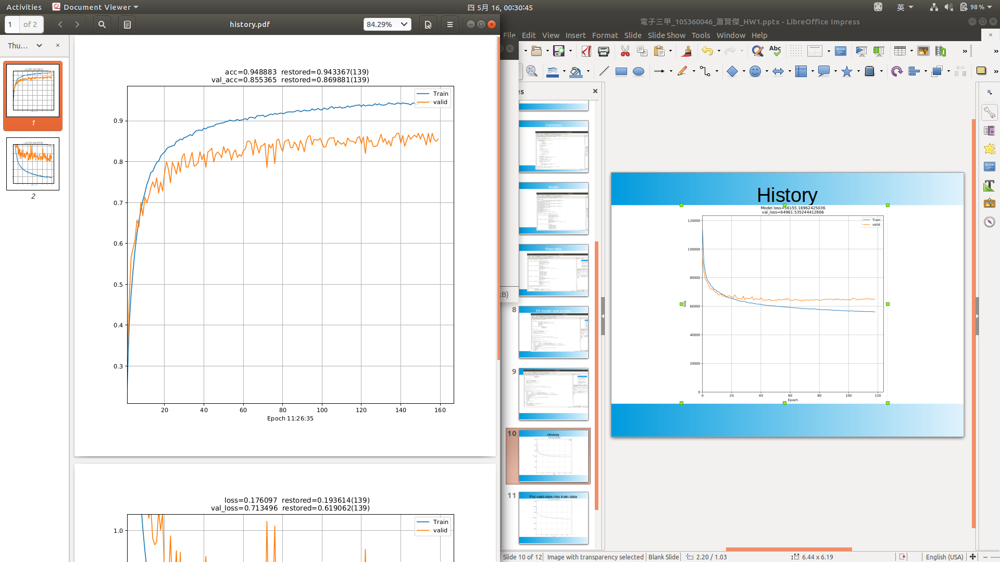 Activities
Document Viewer
四 5月 16, 00:30:45
英
98 %
1
of 2
history.pdf
84.29%
電子三甲_105360046_蕭賢傑_HW1.pptx - LibreOffice Impress
File Edit View Insert Format Slide Slide Show Tools Window Help
Abc
Thu...
1
2
acc=0.948883 restored=0.943367(139)
val_acc=0.855365 restored=0.869881(139)
Train
valid
0.9
0.8
0.7
0.6
0.5
0.4
0.3
20 40 60 80 100 120 140 160
Epoch 11:26:35
loss=0.176097 restored=0.193614(139)
val_loss=0.713496 restored=0.619062(139)
Train
valid
1.0
kB)
es
Callbacks
Model
Flow data
8
Fit model and predict
9
10
History
11
Put valid-data into train-data
History
Model loss=56155.16962425036
val_loss=64961.535244412866
Train
valid
120000
100000
80000
60000
40000
20000
0
loss
0 20 40 60 80 100 120
Epoch
Slide 10 of 12
Image with transparency selected
Blank Slide
2.20 / 1.03
6.44 x 6.19
English (USA)